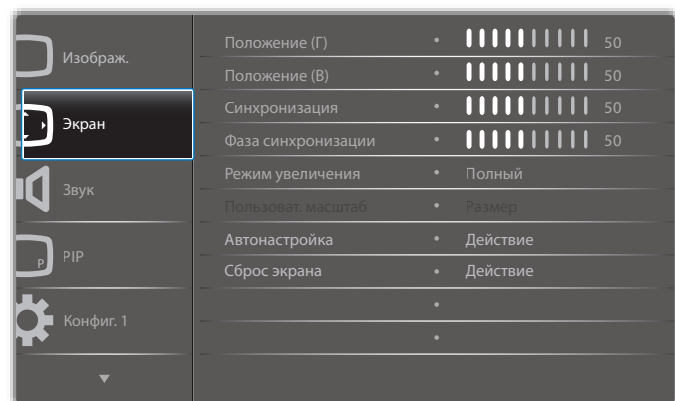 Изображ.
Экран
Звук
P
PIP
Конфиг. 1
Положение (Г) • 50
Положение (В) • 50
Синхронизация • 50
Фаза синхронизации • 50
Режим увеличения • Полный
Пользоват. масштаб • Размер
Автонастройка • Действие
Сброс экрана • Действие